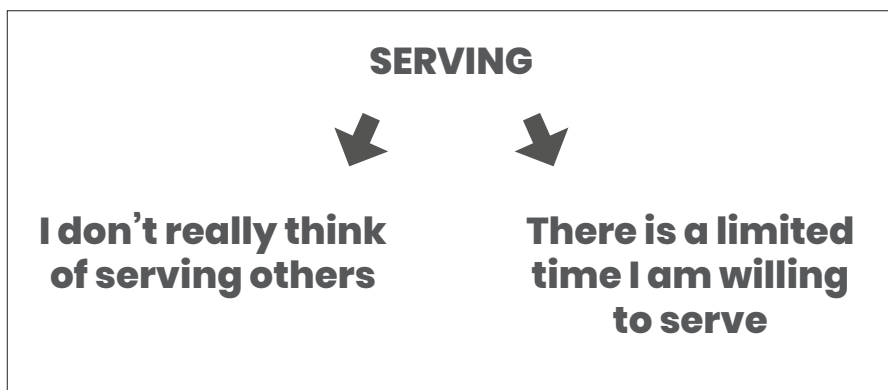 SERVING
I don’t really think
of serving others
There is a limited
time I am willing
to serve